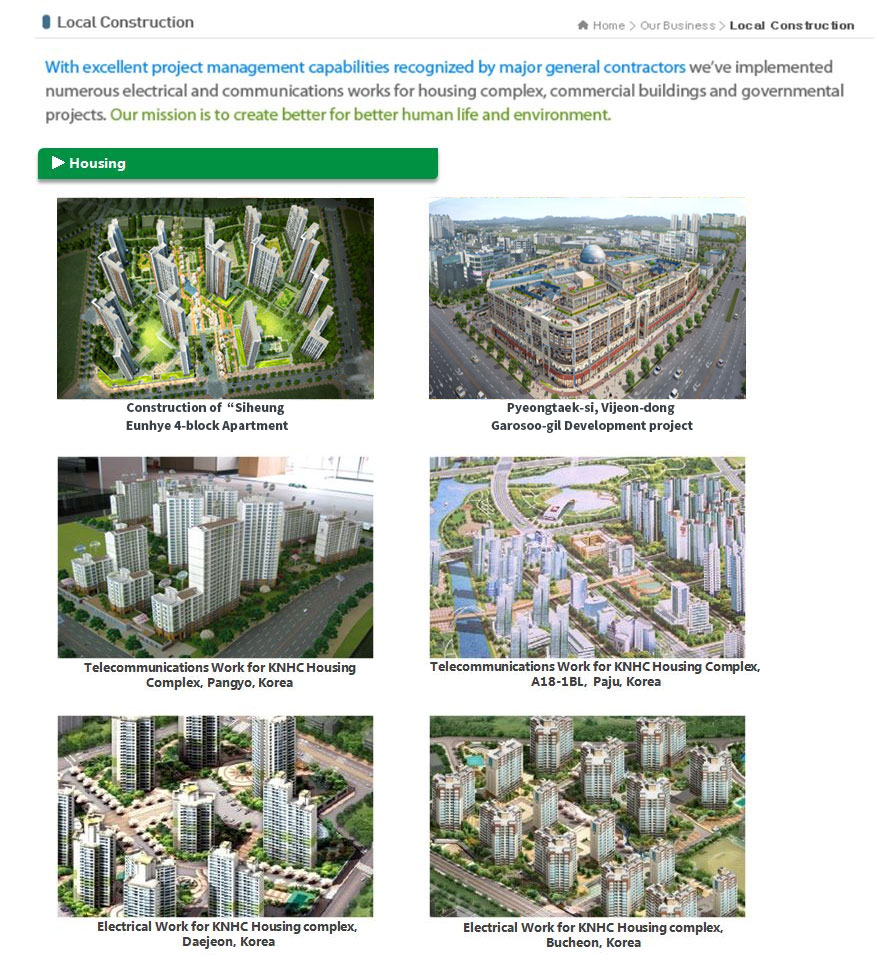 Local Construction
Home > Our Business > Local Construction
With excellent project management capabilities recognized by major general contractors we've implemented
numerous electrical and communications works for housing complex, commercial buildings and governmental
projects. Our mission is to create better for better human life and environment.
▶ Housing
Construction of “Siheung
Eunhye 4-block Apartment
Pyeongtaek-si, Vijeon-dong
Garosoo-gil Development project
Telecommunications Work for KNHC Housing
Complex, Pangyo, Korea
Telecommunications Work for KNHC Housing Complex,
A18-1BL, Paju, Korea
Electrical Work for KNHC Housing complex,
Daejeon, Korea
Electrical Work for KNHC Housing complex,
Bucheon, Korea